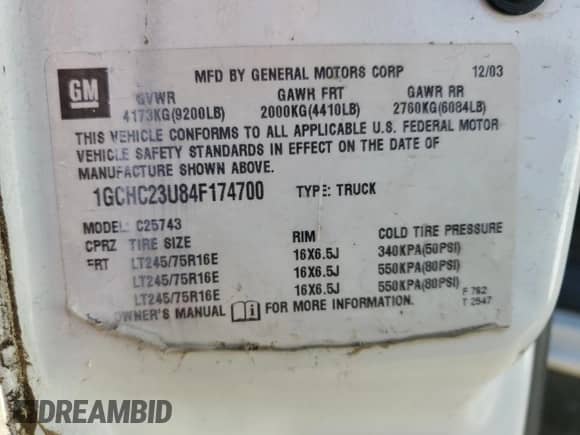 GM
MFD BY GENERAL MOTORS CORP 12/03
GVWR GAWR FRT GAWR RR
4173KG(9200LB) 2000KG(4410LB) 2760KG(6084LB)
THIS VEHICLE CONFORMS TO ALL APPLICABLE U.S. FEDERAL MOTOR
VEHICLE SAFETY STANDARDS IN EFFECT ON THE DATE OF
MANUFACTURE SHOWN ABOVE.
1GCHC23U84F174700 TYPE: TRUCK
MODEL: C25743
CPRZ TIRE SIZE RIM COLD TIRE PRESSURE
FRT LT245/75R16E 16X6.5J 340KPA(50PSI)
LT245/75R16E 16X6.5J 550KPA(80PSI)
LT245/75R16E 16X6.5J 550KPA(80PSI)
OWNER'S MANUAL FOR MORE INFORMATION. F 762
T 2547
DREAMBID